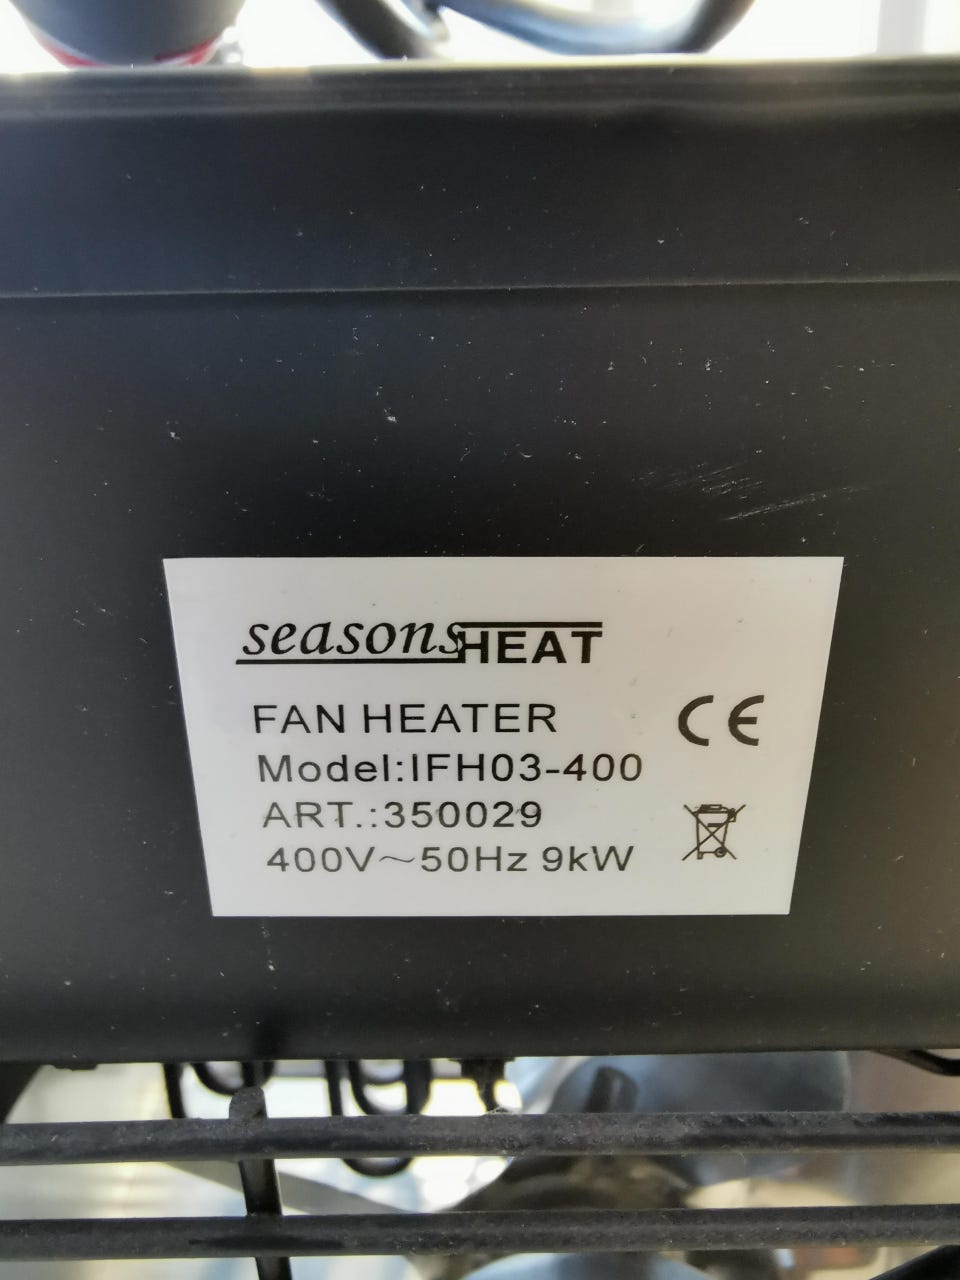 seasonsHEAT
FAN HEATER
Model:IFH03-400
ART.:350029
400V~50Hz 9kW
CE